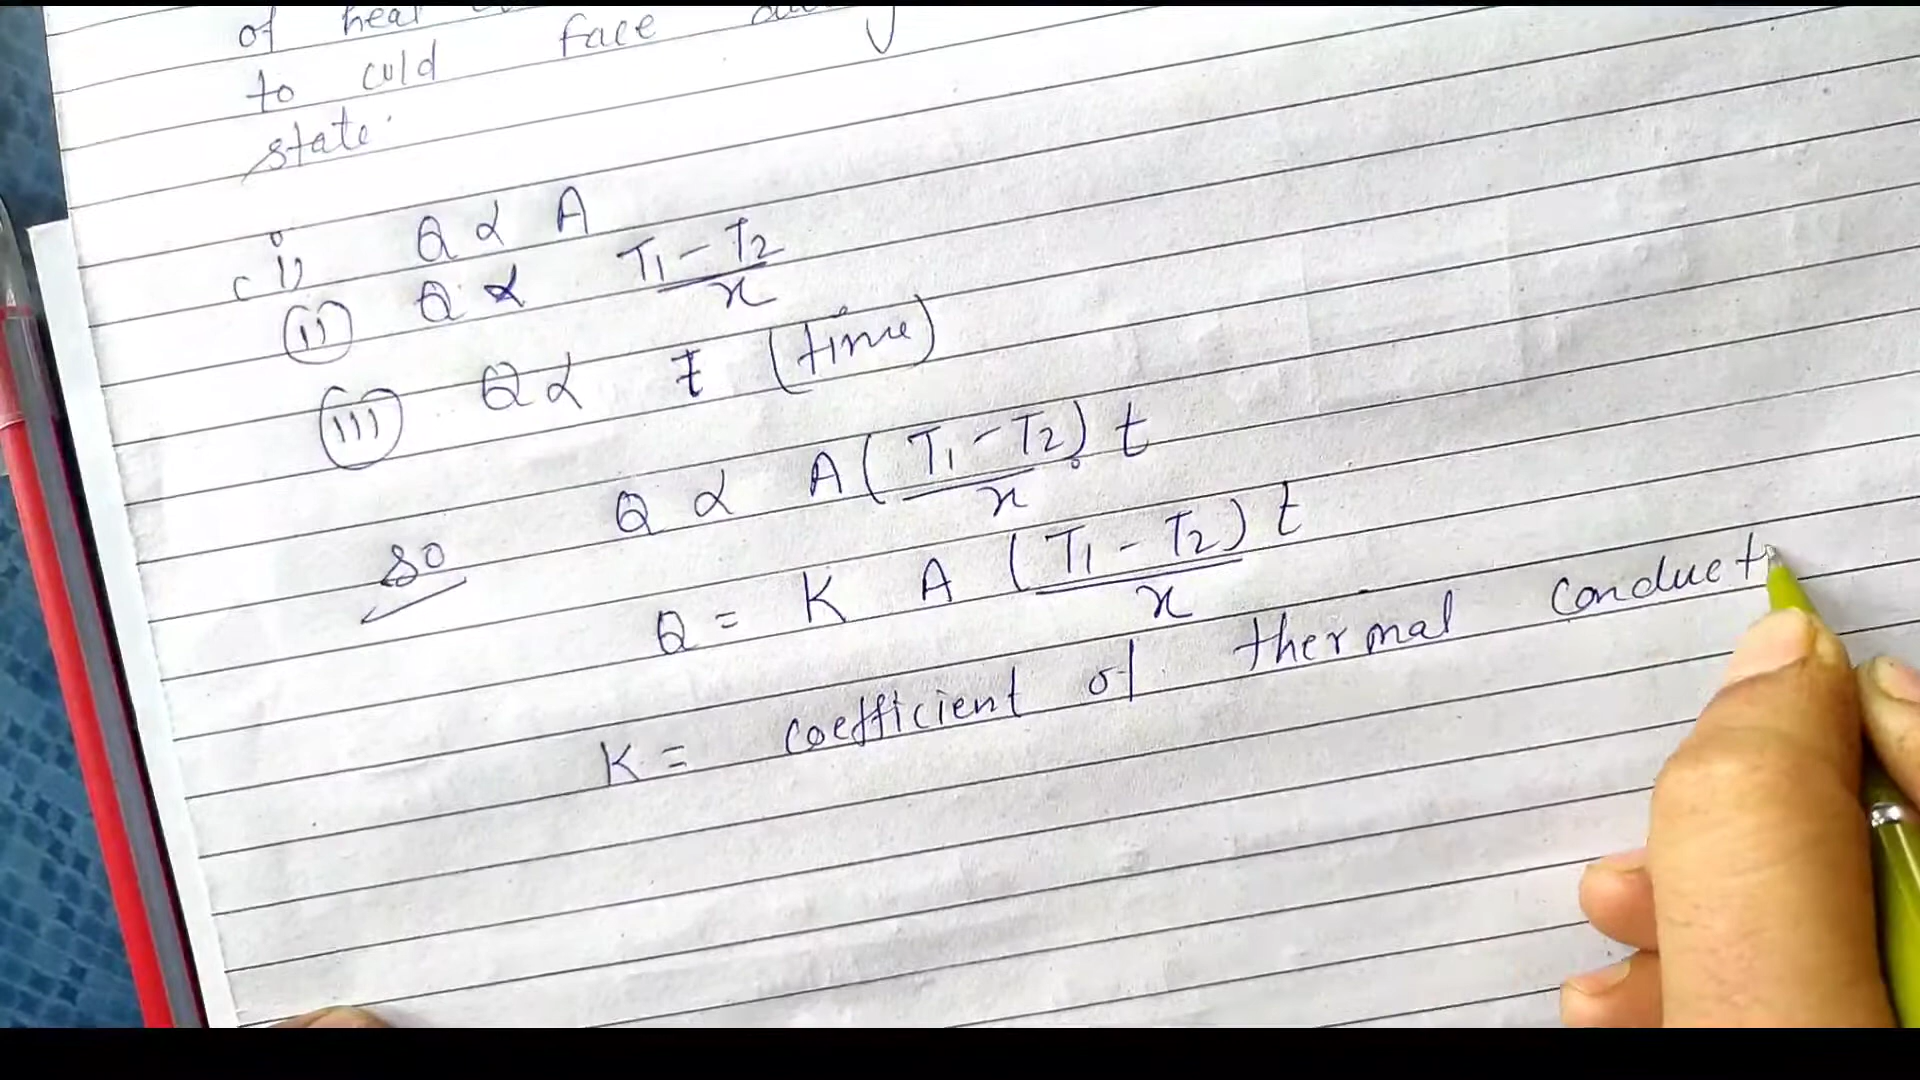 of heat
to cold face
state.
(i) Q α A
(ii) Q α T1 - T2 / x
(iii) Q α t (time)
Q α A (T1 - T2) t / x
so
Q = K A (T1 - T2) t / x
K = coefficient of thermal conduct